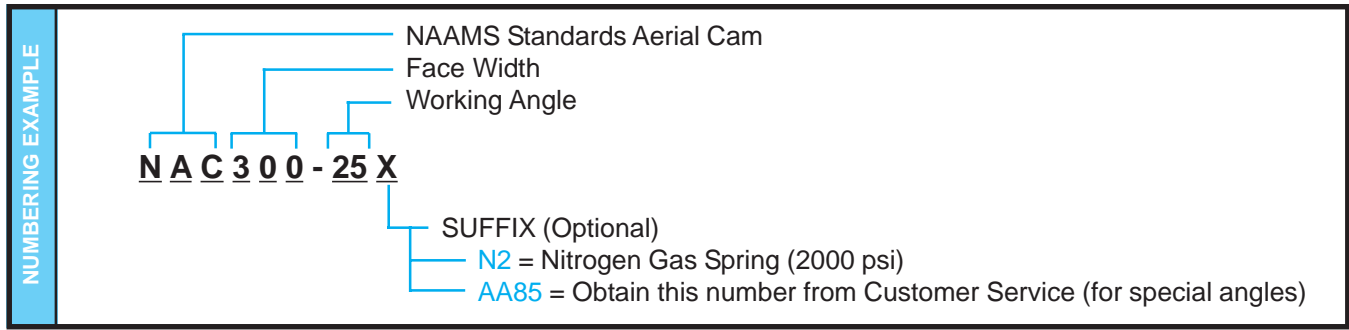 NUMBERING EXAMPLE
NAAMS Standards Aerial Cam
Face Width
Working Angle
N A C 3 0 0 - 25 X
SUFFIX (Optional)
N2 = Nitrogen Gas Spring (2000 psi)
AA85 = Obtain this number from Customer Service (for special angles)